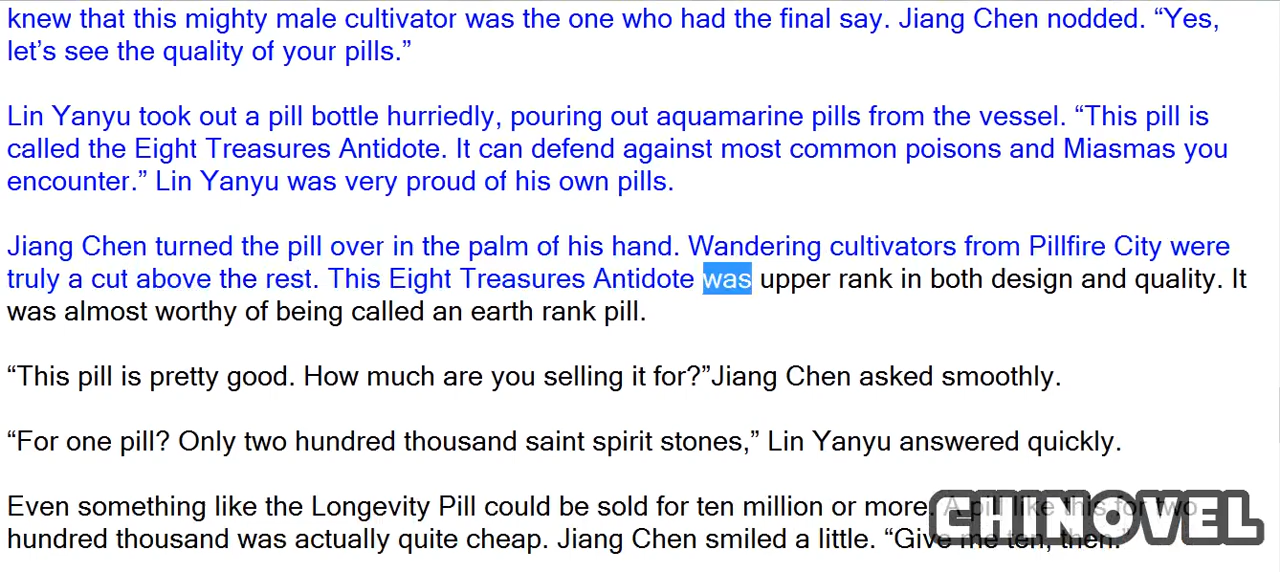 knew that this mighty male cultivator was the one who had the final say. Jiang Chen nodded. “Yes,
let’s see the quality of your pills.”
Lin Yanyu took out a pill bottle hurriedly, pouring out aquamarine pills from the vessel. “This pill is
called the Eight Treasures Antidote. It can defend against most common poisons and Miasmas you
encounter.” Lin Yanyu was very proud of his own pills.
Jiang Chen turned the pill over in the palm of his hand. Wandering cultivators from Pillfire City were
truly a cut above the rest. This Eight Treasures Antidote was upper rank in both design and quality. It
was almost worthy of being called an earth rank pill.
“This pill is pretty good. How much are you selling it for?”Jiang Chen asked smoothly.
“For one pill? Only two hundred thousand saint spirit stones,” Lin Yanyu answered quickly.
Even something like the Longevity Pill could be sold for ten million or more. A pill like this for two
hundred thousand was actually quite cheap. Jiang Chen smiled a little. “Give me ten, then.”
CHINOVEL